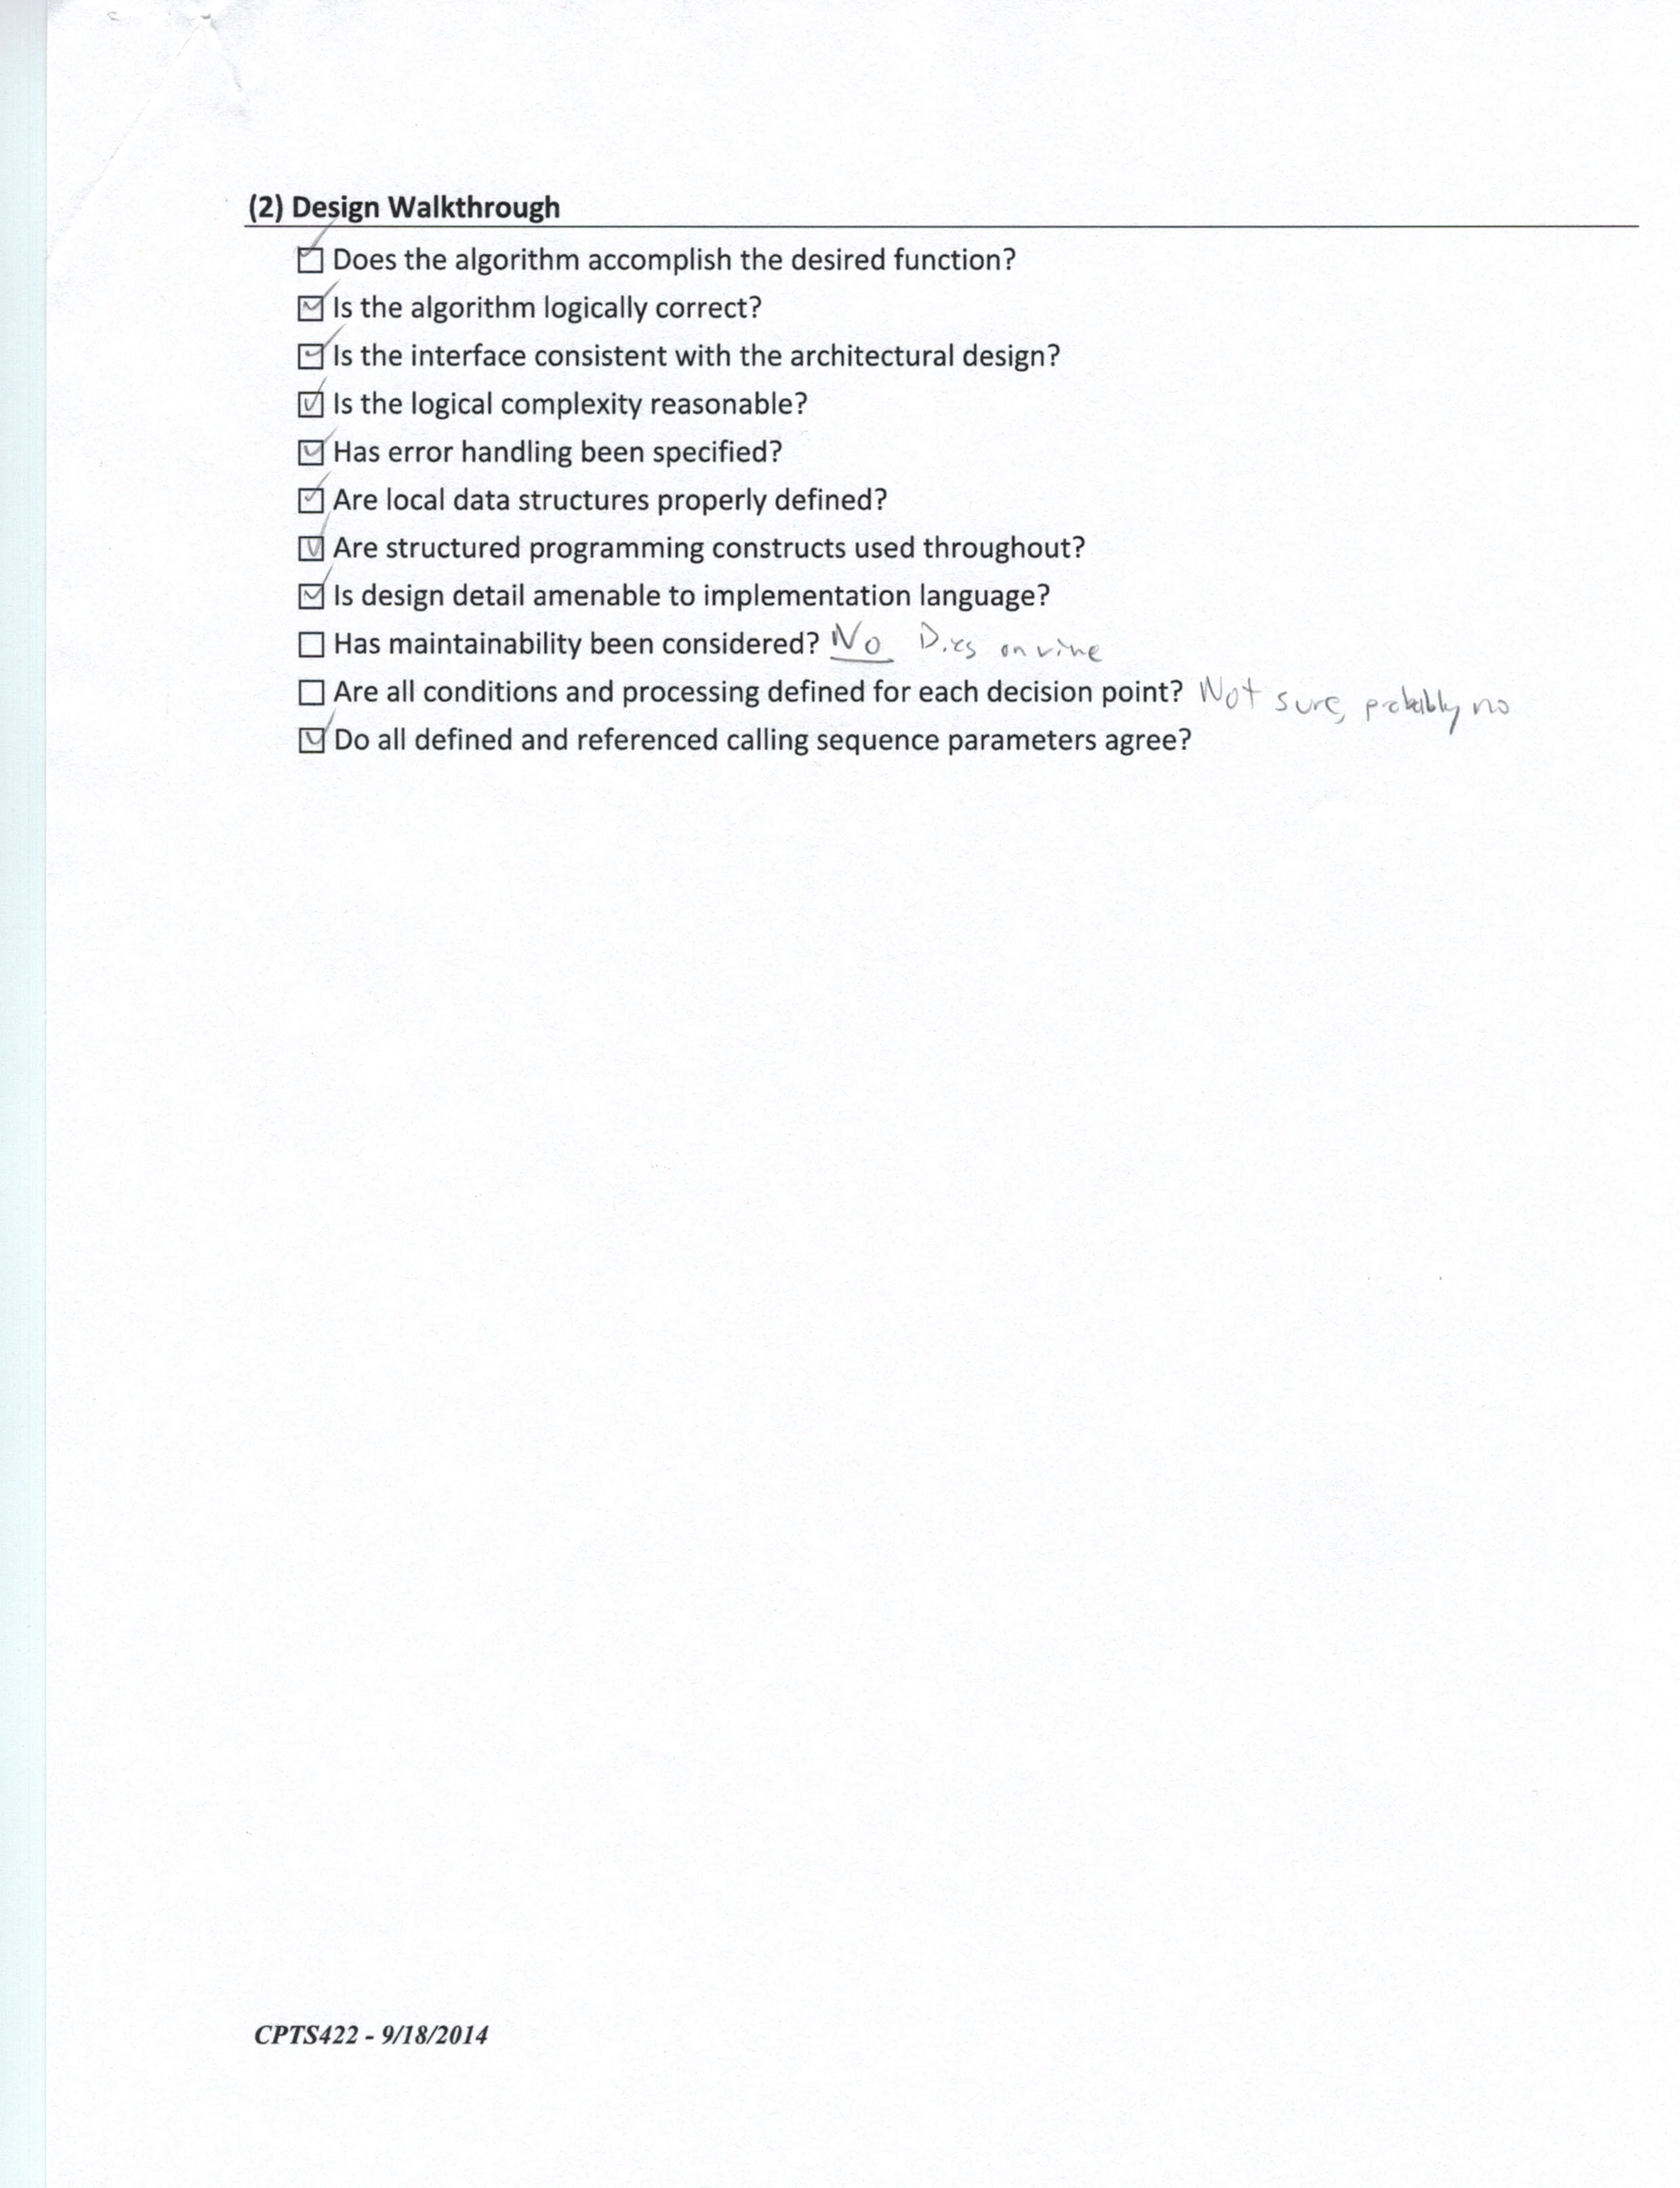 (2) Design Walkthrough
☑ Does the algorithm accomplish the desired function?
☑ Is the algorithm logically correct?
☑ Is the interface consistent with the architectural design?
☑ Is the logical complexity reasonable?
☑ Has error handling been specified?
☑ Are local data structures properly defined?
☑ Are structured programming constructs used throughout?
☑ Is design detail amenable to implementation language?
☐ Has maintainability been considered? No Dies on vine
☐ Are all conditions and processing defined for each decision point? Not sure, probably no
☑ Do all defined and referenced calling sequence parameters agree?
CPTS422 - 9/18/2014